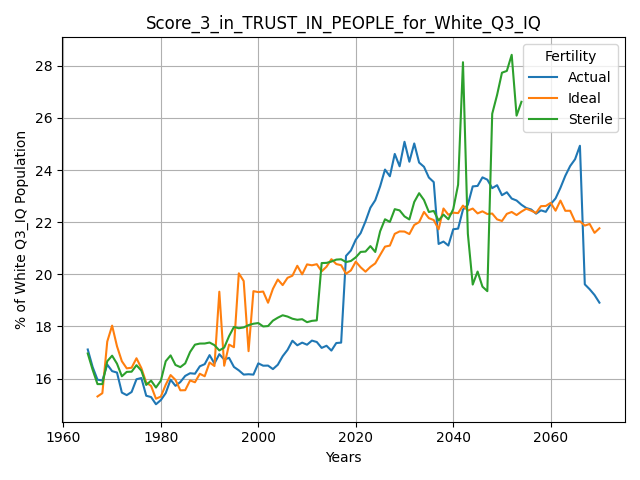 Score_3_in_TRUST_IN_PEOPLE_for_White_Q3_IQ
% of White Q3_IQ Population
28
26
24
22
20
18
16
Fertility
Actual
Ideal
Sterile
1960 1980 2000 2020 2040 2060
Years